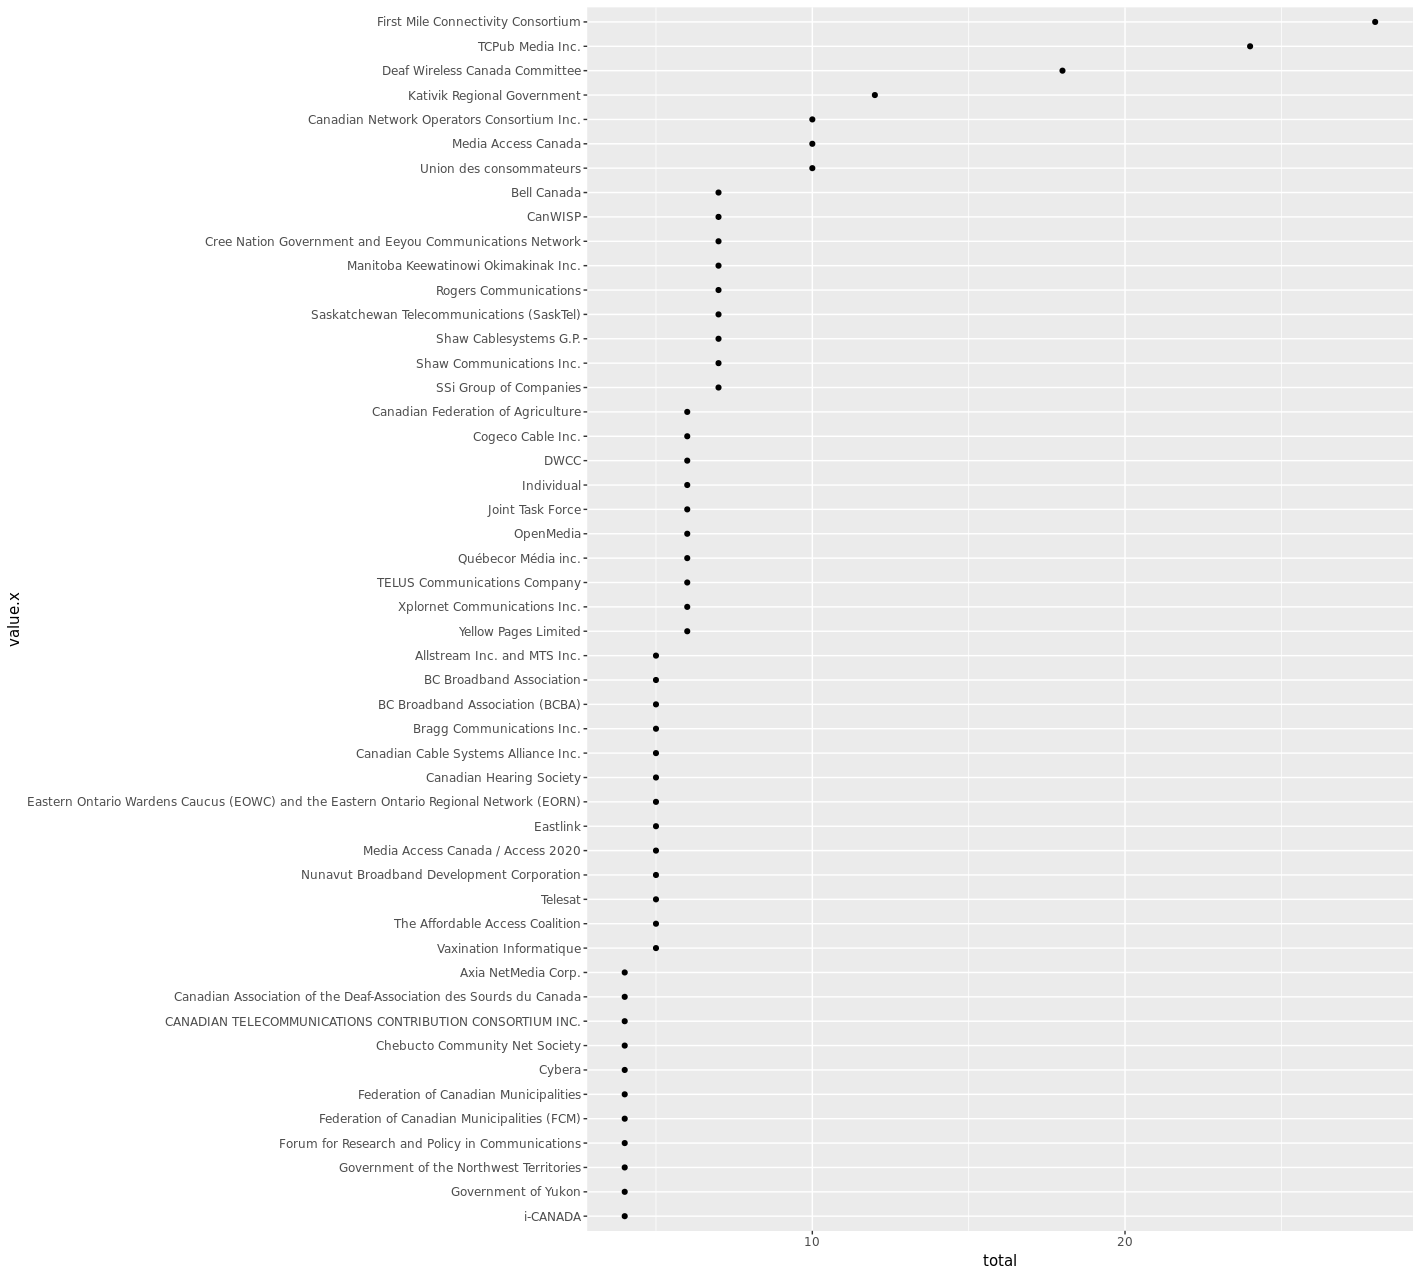 First Mile Connectivity Consortium
TCPub Media Inc.
Deaf Wireless Canada Committee
Kativik Regional Government
Canadian Network Operators Consortium Inc.
Media Access Canada
Union des consommateurs
Bell Canada
CanWISP
Cree Nation Government and Eeyou Communications Network
Manitoba Keewatinowi Okimakinak Inc.
Rogers Communications
Saskatchewan Telecommunications (SaskTel)
Shaw Cablesystems G.P.
Shaw Communications Inc.
SSi Group of Companies
Canadian Federation of Agriculture
Cogeco Cable Inc.
DWCC
Individual
Joint Task Force
OpenMedia
Québecor Média inc.
TELUS Communications Company
Xplornet Communications Inc.
Yellow Pages Limited
Allstream Inc. and MTS Inc.
BC Broadband Association
BC Broadband Association (BCBA)
Bragg Communications Inc.
Canadian Cable Systems Alliance Inc.
Canadian Hearing Society
Eastern Ontario Wardens Caucus (EOWC) and the Eastern Ontario Regional Network (EORN)
Eastlink
Media Access Canada / Access 2020
Nunavut Broadband Development Corporation
Telesat
The Affordable Access Coalition
Vaxination Informatique
Axia NetMedia Corp.
Canadian Association of the Deaf-Association des Sourds du Canada
CANADIAN TELECOMMUNICATIONS CONTRIBUTION CONSORTIUM INC.
Chebucto Community Net Society
Cybera
Federation of Canadian Municipalities
Federation of Canadian Municipalities (FCM)
Forum for Research and Policy in Communications
Government of the Northwest Territories
Government of Yukon
i-CANADA
value.x
10 20
total